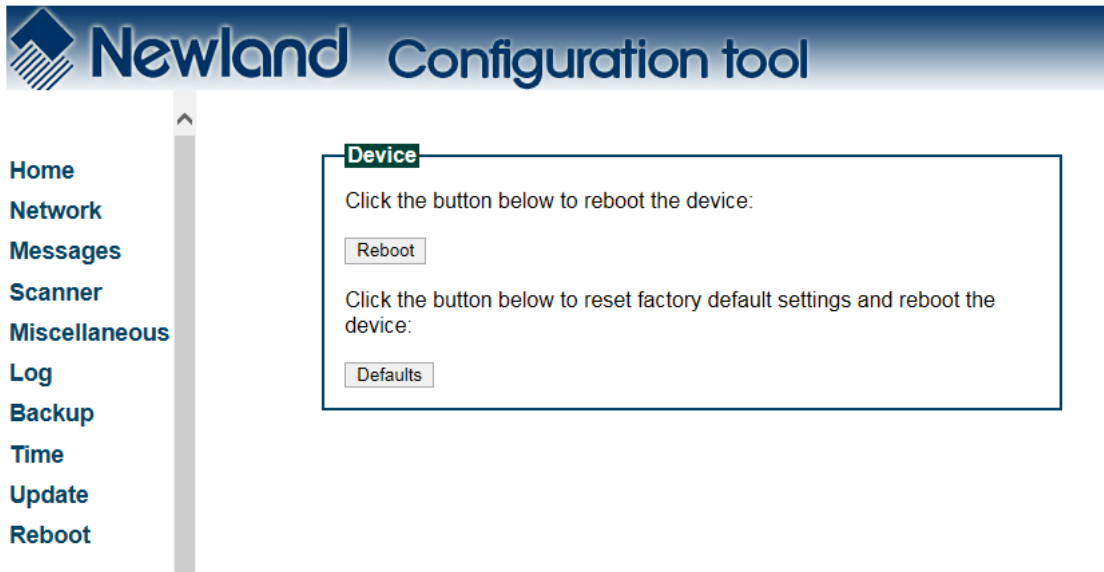 Newland Configuration tool
Home
Network
Messages
Scanner
Miscellaneous
Log
Backup
Time
Update
Reboot
Device
Click the button below to reboot the device:
Reboot
Click the button below to reset factory default settings and reboot the
device:
Defaults